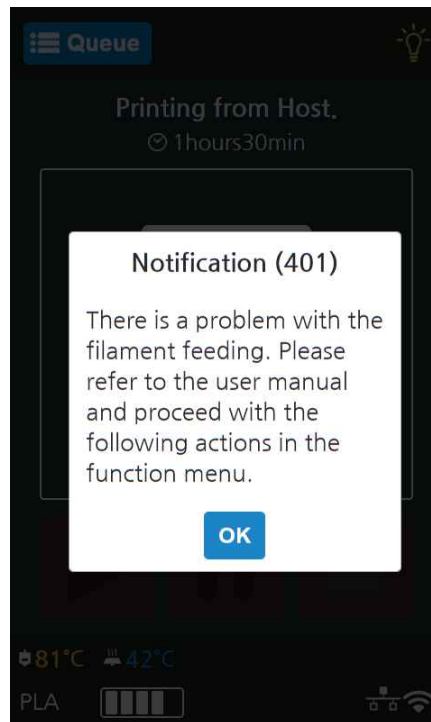 Queue
Printing from Host.
1hours30min
Notification (401)
There is a problem with the
filament feeding. Please
refer to the user manual
and proceed with the
following actions in the
function menu.
OK
81°C 42°C
PLA